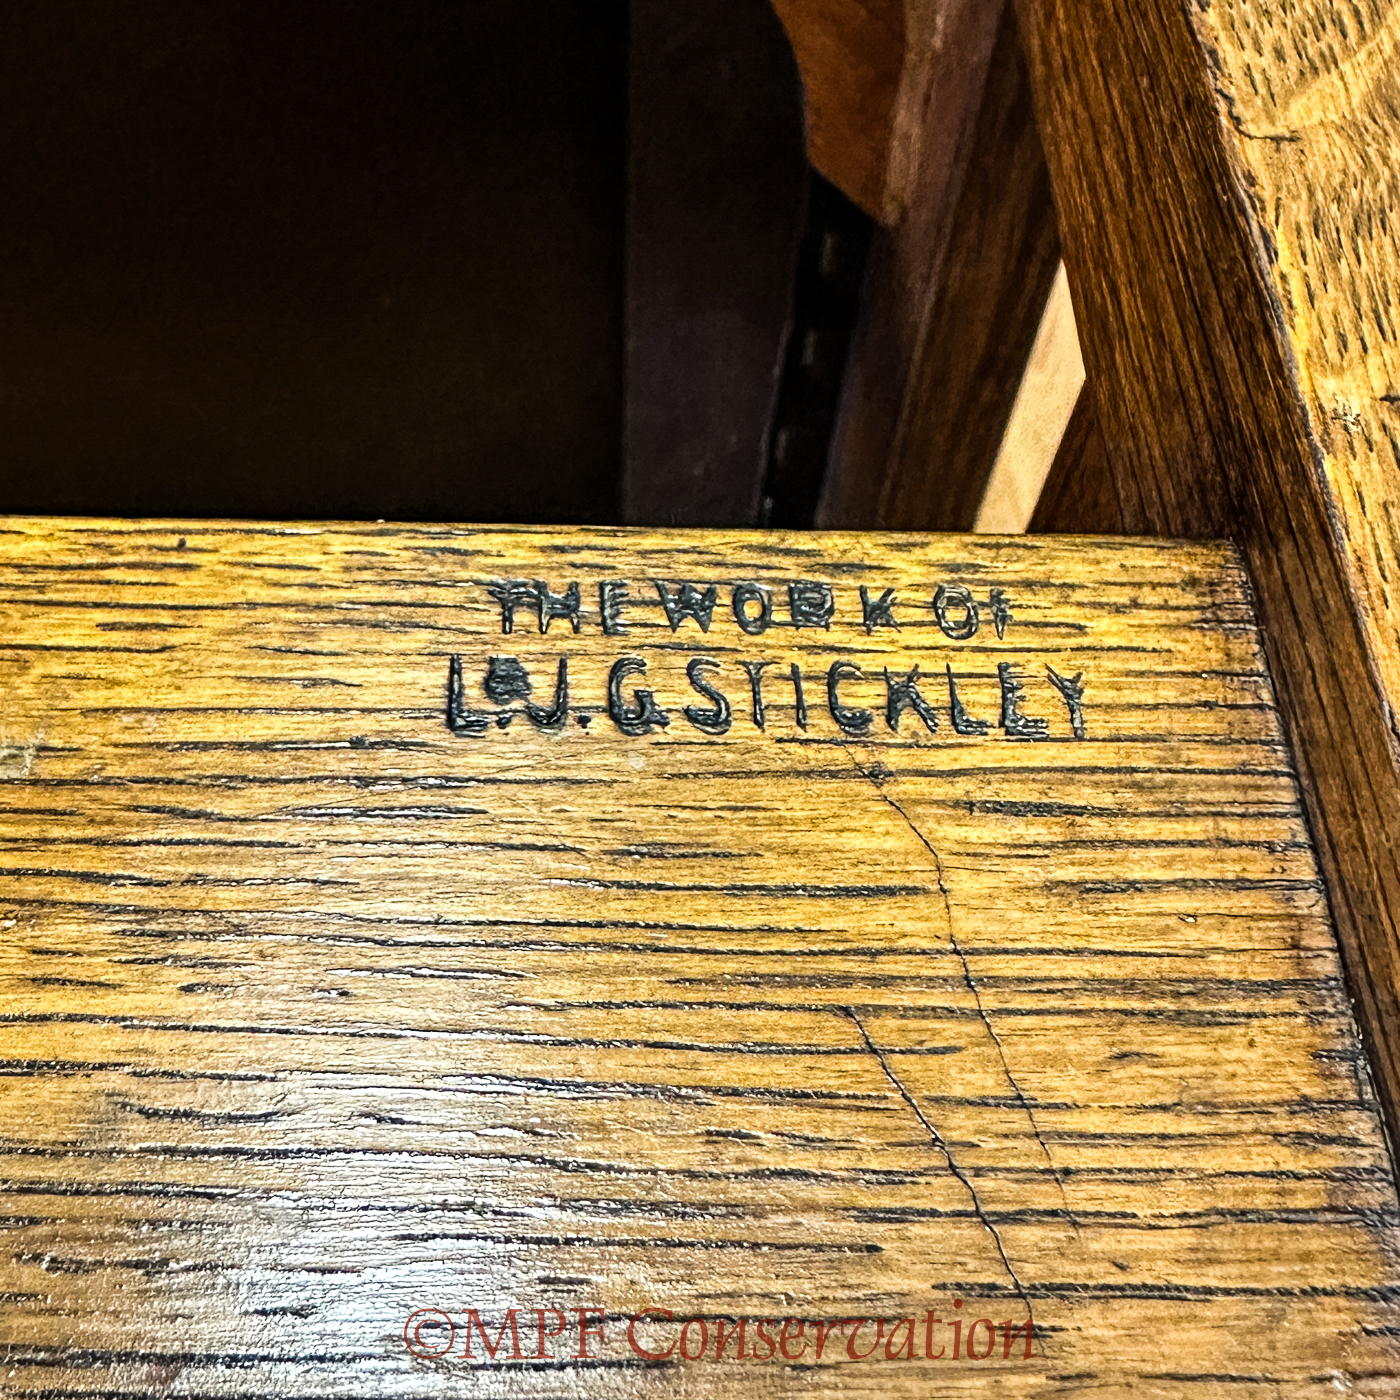 THE WORK OF
L. & J. G. STICKLEY
©MPF Conservation